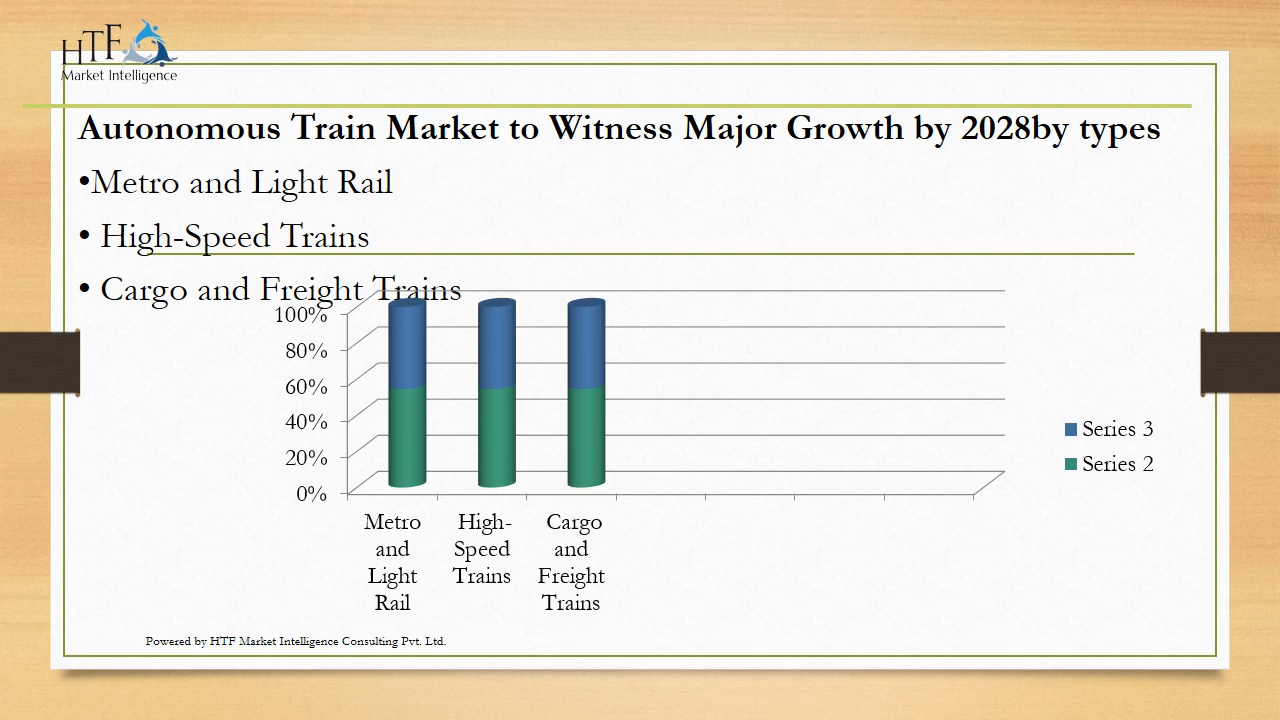 HTF
Market Intelligence
Autonomous Train Market to Witness Major Growth by 2028by types
•Metro and Light Rail
• High-Speed Trains
• Cargo and Freight Trains
100%
80%
60%
40%
20%
0%
Metro and Light Rail
High-Speed Trains
Cargo and Freight Trains
Series 3
Series 2
Powered by HTF Market Intelligence Consulting Pvt. Ltd.